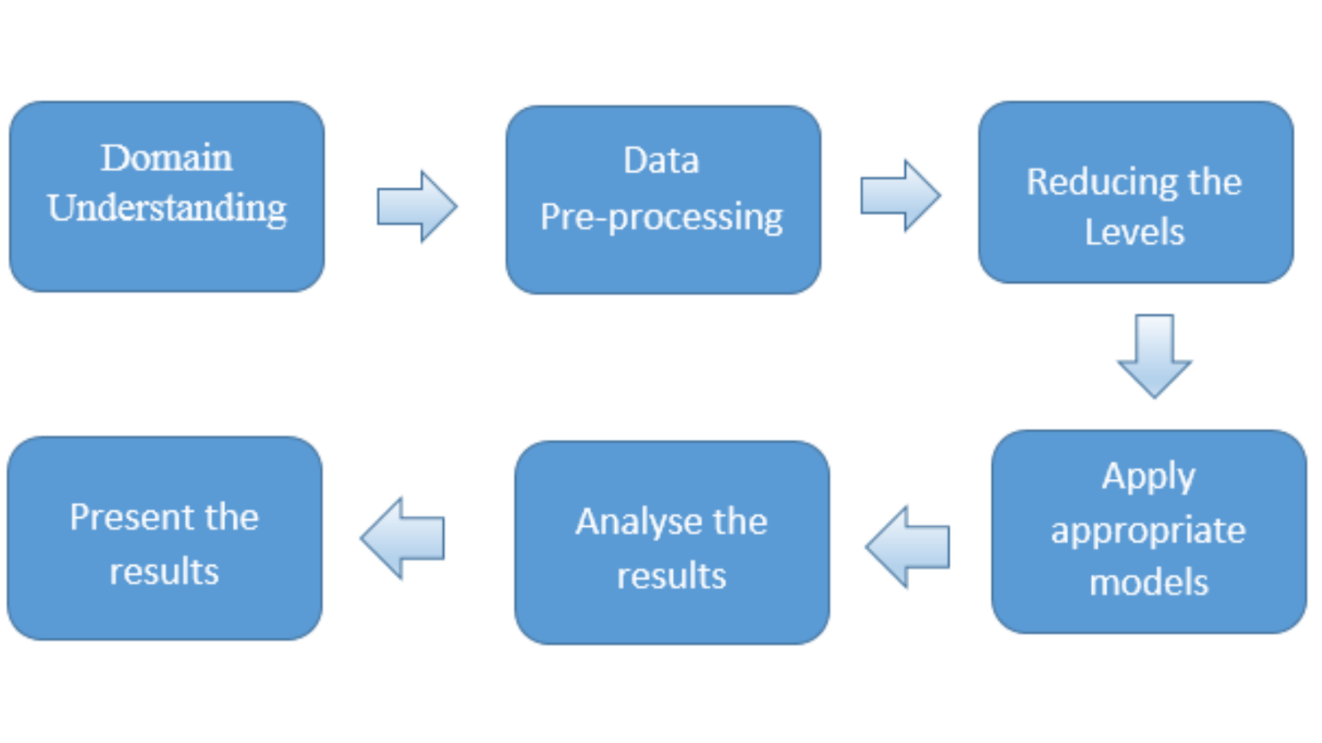 Domain
Understanding
Data
Pre-processing
Reducing the
Levels
Apply
appropriate
models
Analyse the
results
Present the
results